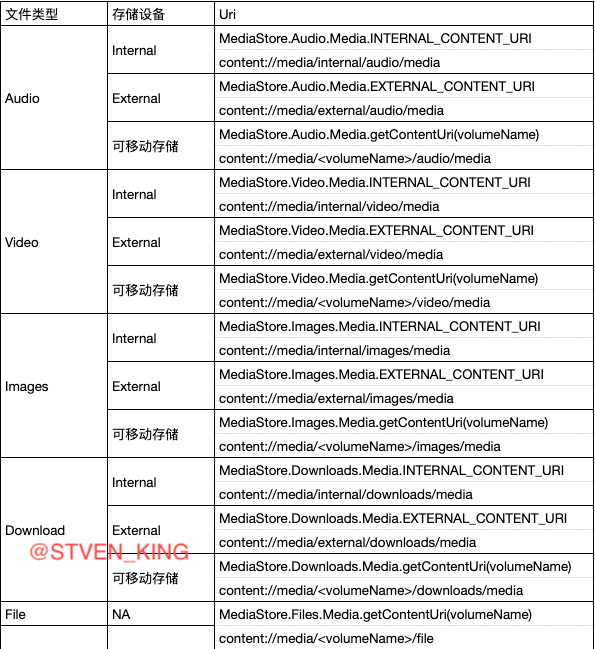 文件类型 存储设备 Uri
Audio Internal MediaStore.Audio.Media.INTERNAL_CONTENT_URI
content://media/internal/audio/media
External MediaStore.Audio.Media.EXTERNAL_CONTENT_URI
content://media/external/audio/media
可移动存储 MediaStore.Audio.Media.getContentUri(volumeName)
content://media/<volumeName>/audio/media
Video Internal MediaStore.Video.Media.INTERNAL_CONTENT_URI
content://media/internal/video/media
External MediaStore.Video.Media.EXTERNAL_CONTENT_URI
content://media/external/video/media
可移动存储 MediaStore.Video.Media.getContentUri(volumeName)
content://media/<volumeName>/video/media
Images Internal MediaStore.Images.Media.INTERNAL_CONTENT_URI
content://media/internal/images/media
External MediaStore.Images.Media.EXTERNAL_CONTENT_URI
content://media/external/images/media
可移动存储 MediaStore.Images.Media.getContentUri(volumeName)
content://media/<volumeName>/images/media
Download Internal MediaStore.Downloads.Media.INTERNAL_CONTENT_URI
content://media/internal/downloads/media
External MediaStore.Downloads.Media.EXTERNAL_CONTENT_URI
content://media/external/downloads/media
@STVEN_KING
可移动存储 MediaStore.Downloads.Media.getContentUri(volumeName)
content://media/<volumeName>/downloads/media
File NA MediaStore.Files.Media.getContentUri(volumeName)
content://media/<volumeName>/file